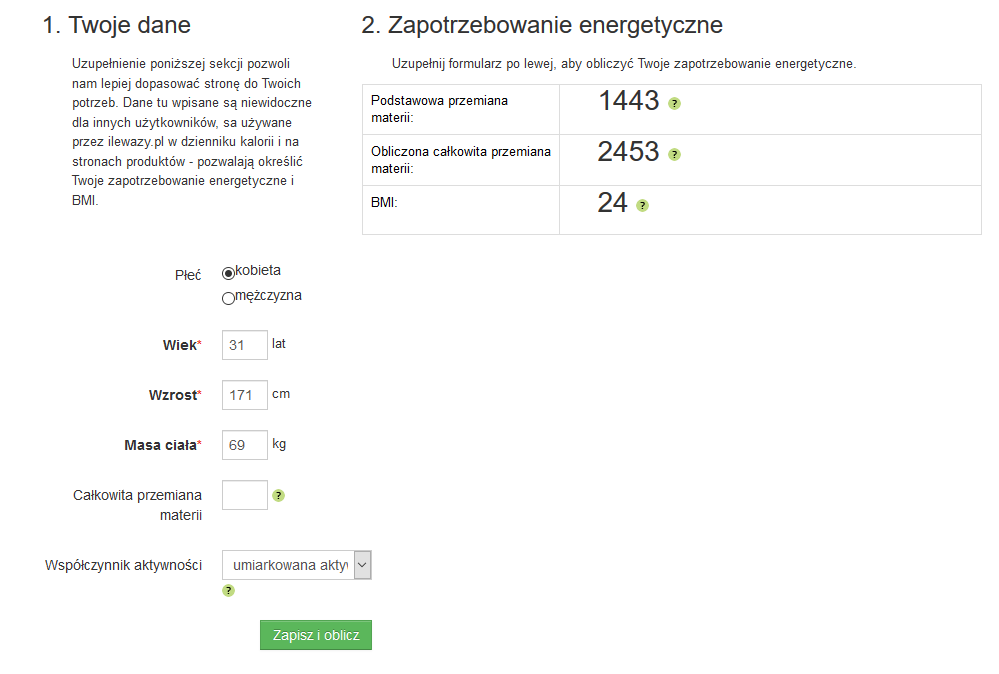 1. Twoje dane
Uzupełnienie poniższej sekcji pozwoli
nam lepiej dopasować stronę do Twoich
potrzeb. Dane tu wpisane są niewidoczne
dla innych użytkowników, sa używane
przez ilewazy.pl w dzienniku kalorii i na
stronach produktów - pozwalają określić
Twoje zapotrzebowanie energetyczne i
BMI.
2. Zapotrzebowanie energetyczne
Uzupełnij formularz po lewej, aby obliczyć Twoje zapotrzebowanie energetyczne.
Podstawowa przemiana
materii:
1443 ?
Obliczona całkowita przemiana
materii:
2453 ?
BMI:
24 ?
Płeć
kobieta
mężczyzna
Wiek* 31 lat
Wzrost* 171 cm
Masa ciała* 69 kg
Całkowita przemiana
materii
?
Współczynnik aktywności umiarkowana akty
?
Zapisz i oblicz